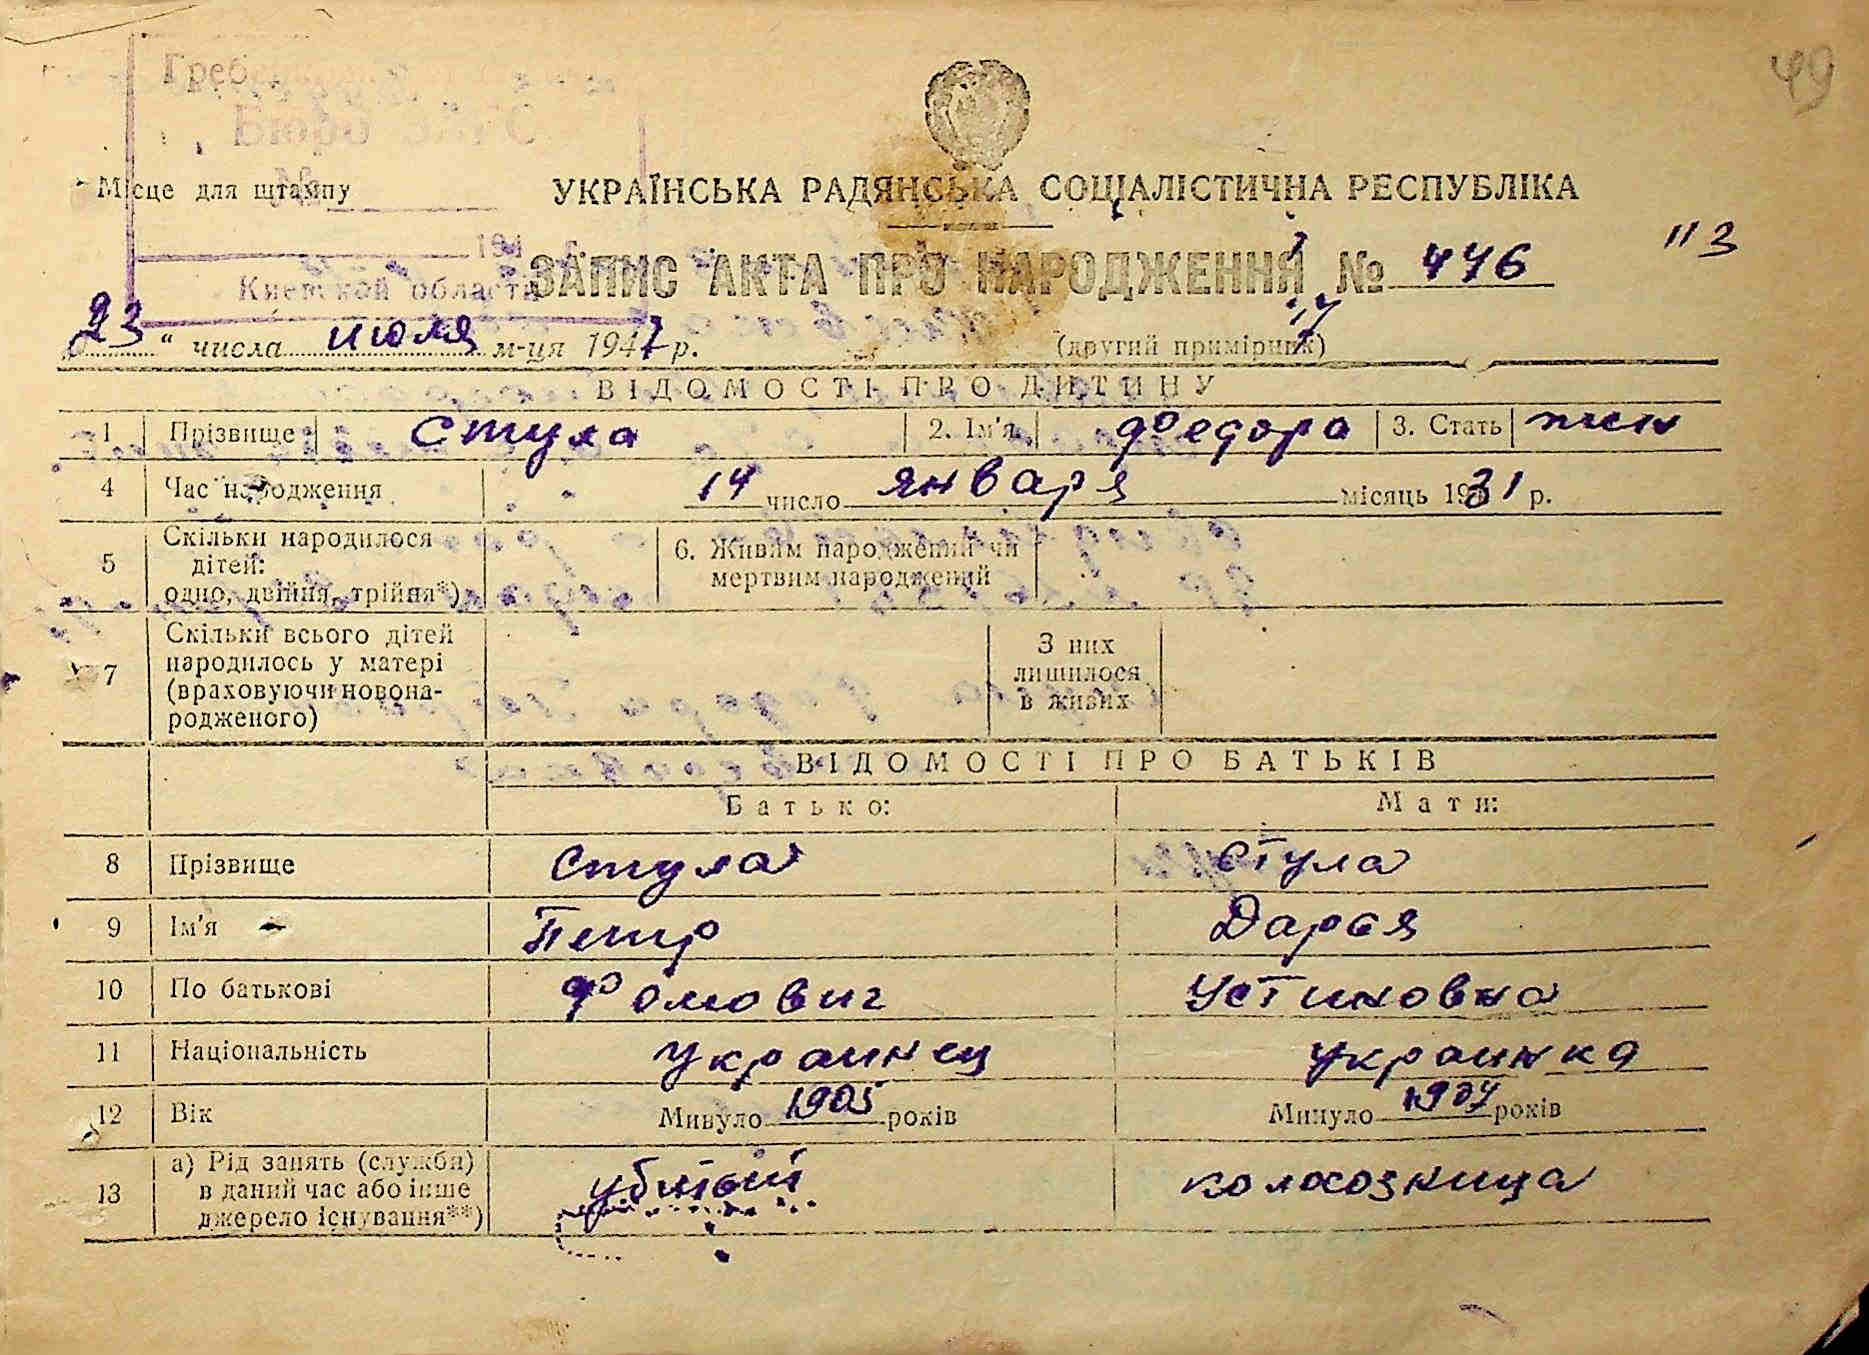 49
Бюро ЗАГС
Місце для штампу
УКРАЇНСЬКА РАДЯНСЬКА СОЦІАЛІСТИЧНА РЕСПУБЛІКА
113
194
ЗАПИС АКТА ПРО НАРОДЖЕННЯ № 446
Киевской области
23 " числа июля м-ця 1947 р.
(другий примірник)
ВІДОМОСТІ ПРО ДИТИНУ
1 Прізвище Стула 2. Ім'я Федора 3. Стать жен
4 Час народження 14 число января місяць 1931 р.
5 Скільки народилося дітей: одно, двійня, трійня*) 6. Живим народжений чи мертвим народжений
7 Скільки всього дітей народилось у матері (враховуючи новонародженого) З них лишилося в живих
ВІДОМОСТІ ПРО БАТЬКІВ
Батько: Мати:
8 Прізвище Стула Стула
9 Ім'я Петр Дарья
10 По батькові Фомович Устиновна
11 Національність украинец украинка
12 Вік Минуло 1905 років Минуло 1907 років
13 а) Рід занять (служби) в даний час або інше джерело існування**) убитый колхозница